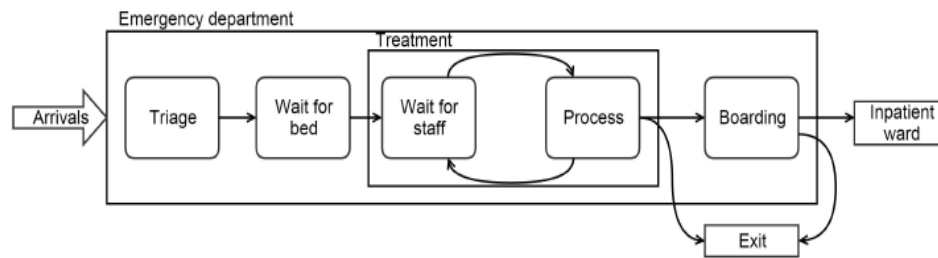 Emergency department
Treatment
Arrivals
Triage
Wait for
bed
Wait for
staff
Process
Boarding
Inpatient
ward
Exit